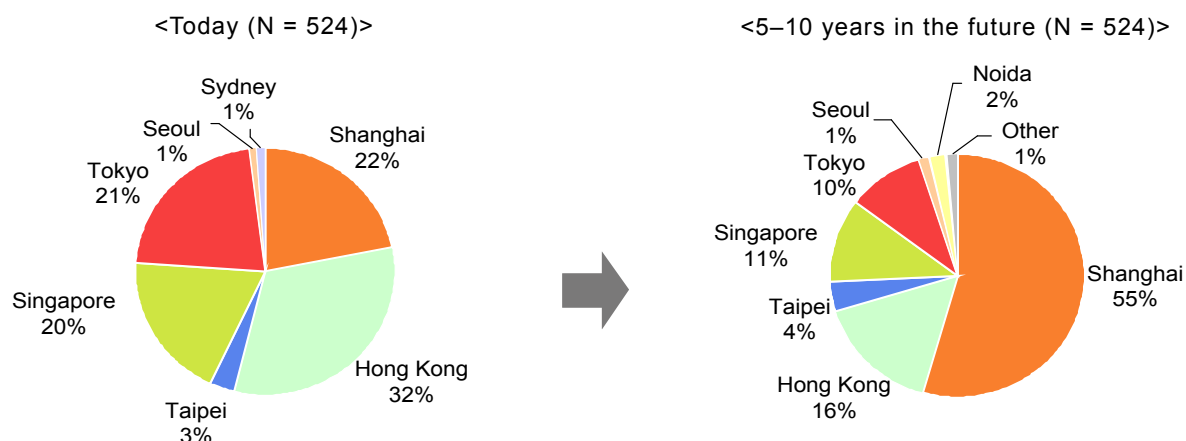 <Today (N = 524)>
Sydney
1%
Seoul
1%
Shanghai
22%
Tokyo
21%
Singapore
20%
Hong Kong
32%
Taipei
3%
<5–10 years in the future (N = 524)>
Noida
2%
Seoul
1%
Other
1%
Tokyo
10%
Singapore
11%
Shanghai
55%
Taipei
4%
Hong Kong
16%